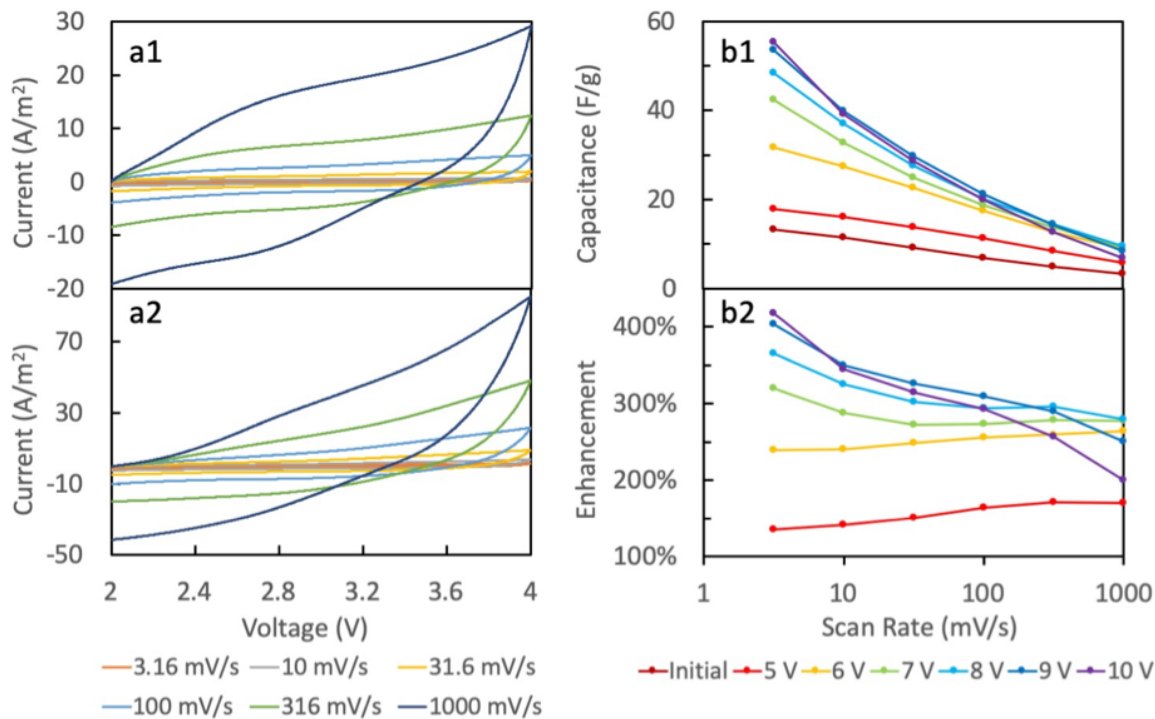 a1
Current (A/m²)
30
20
10
0
-10
-20
a2
Current (A/m²)
70
30
-10
-50
2 2.4 2.8 3.2 3.6 4
Voltage (V)
3.16 mV/s 10 mV/s 31.6 mV/s
100 mV/s 316 mV/s 1000 mV/s
b1
Capacitance (F/g)
60
40
20
0
b2
Enhancement
400%
300%
200%
100%
1 10 100 1000
Scan Rate (mV/s)
Initial 5 V 6 V 7 V 8 V 9 V 10 V